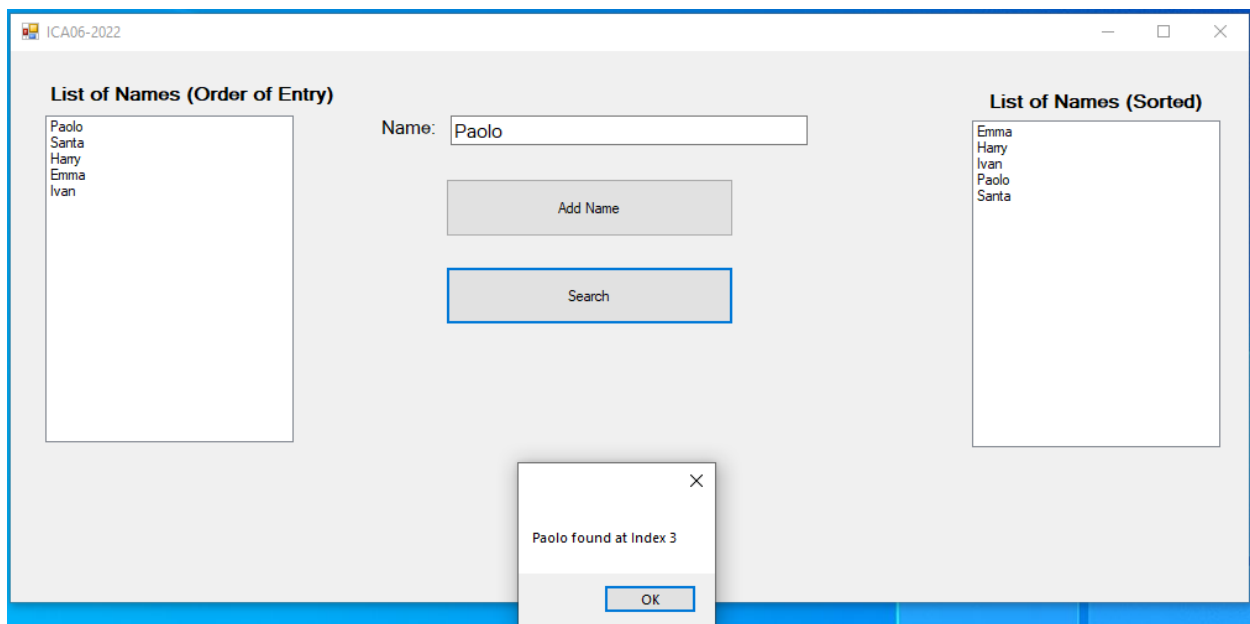 ICA06-2022
List of Names (Order of Entry)
Paolo
Santa
Harry
Emma
Ivan
Name: Paolo
Add Name
Search
List of Names (Sorted)
Emma
Harry
Ivan
Paolo
Santa
Paolo found at Index 3
OK